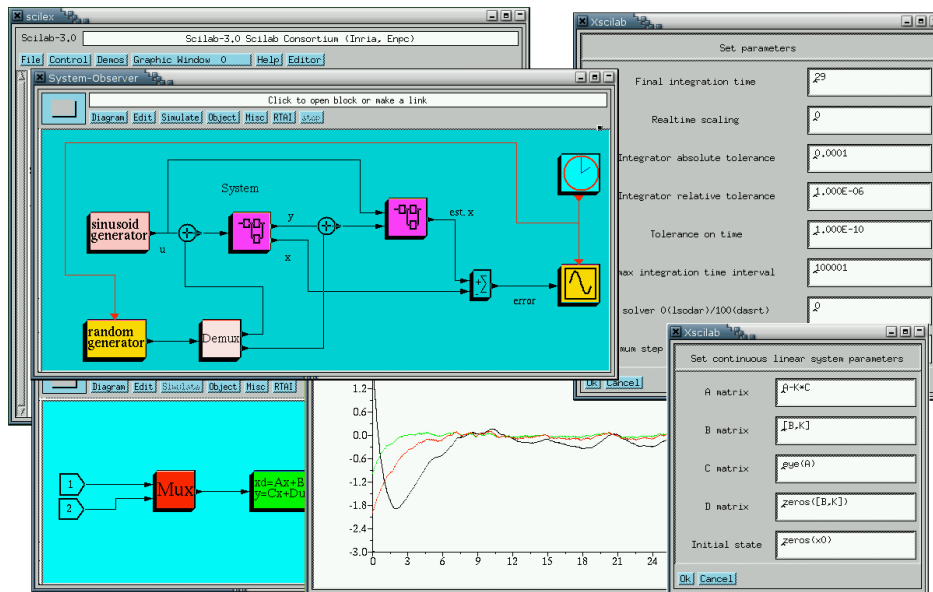 scilex
Scilab-3.0
Scilab-3.0 Scilab Consortium (Inria, Enpc)
File Control Demos Graphic Window 0 Help Editor
System-Observer
Click to open block or make a link
Diagram Edit Simulate Object Misc RTAI stop
System
sinusoid
generator
u
y
x
est. x
error
+
-
Σ
random
generator
Demux
Diagram Edit Simulate Object Misc RTAI
1
2
Mux
xd=Ax+B
y=Cx+Du
1.2
0.6
0.0
-0.6
-1.2
-1.8
-2.4
-3.0
0 3 6 9 12 15 18 21 24
Xscilab
Set parameters
Final integration time 29
Realtime scaling 0
Integrator absolute tolerance 0.0001
Integrator relative tolerance 1.000E-06
Tolerance on time 1.000E-10
max integration time interval 100001
solver 0(lsodar)/100(dasrt) 0
mum step
Ok Cancel
Xscilab
Set continuous linear system parameters
A matrix A-K*C
B matrix [B,K]
C matrix eye(A)
D matrix zeros([B,K])
Initial state zeros(x0)
Ok Cancel